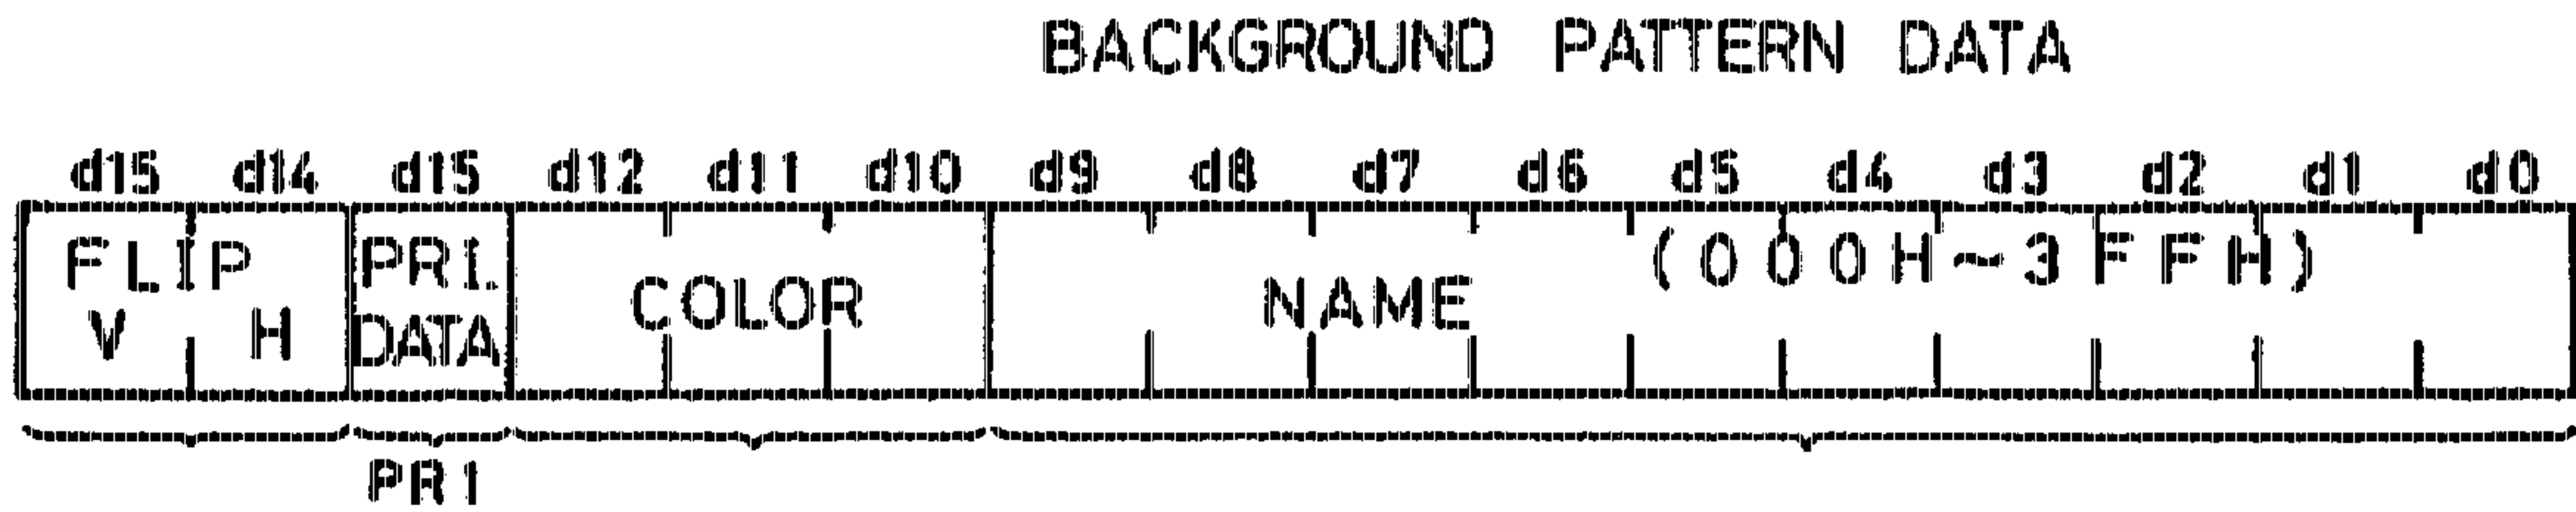 BACKGROUND PATTERN DATA
d15 d14 d15 d12 d11 d10 d9 d8 d7 d6 d5 d4 d3 d2 d1 d0
FLIP PRI. (000H~3FFH)
COLOR NAME
V H DATA
PR1